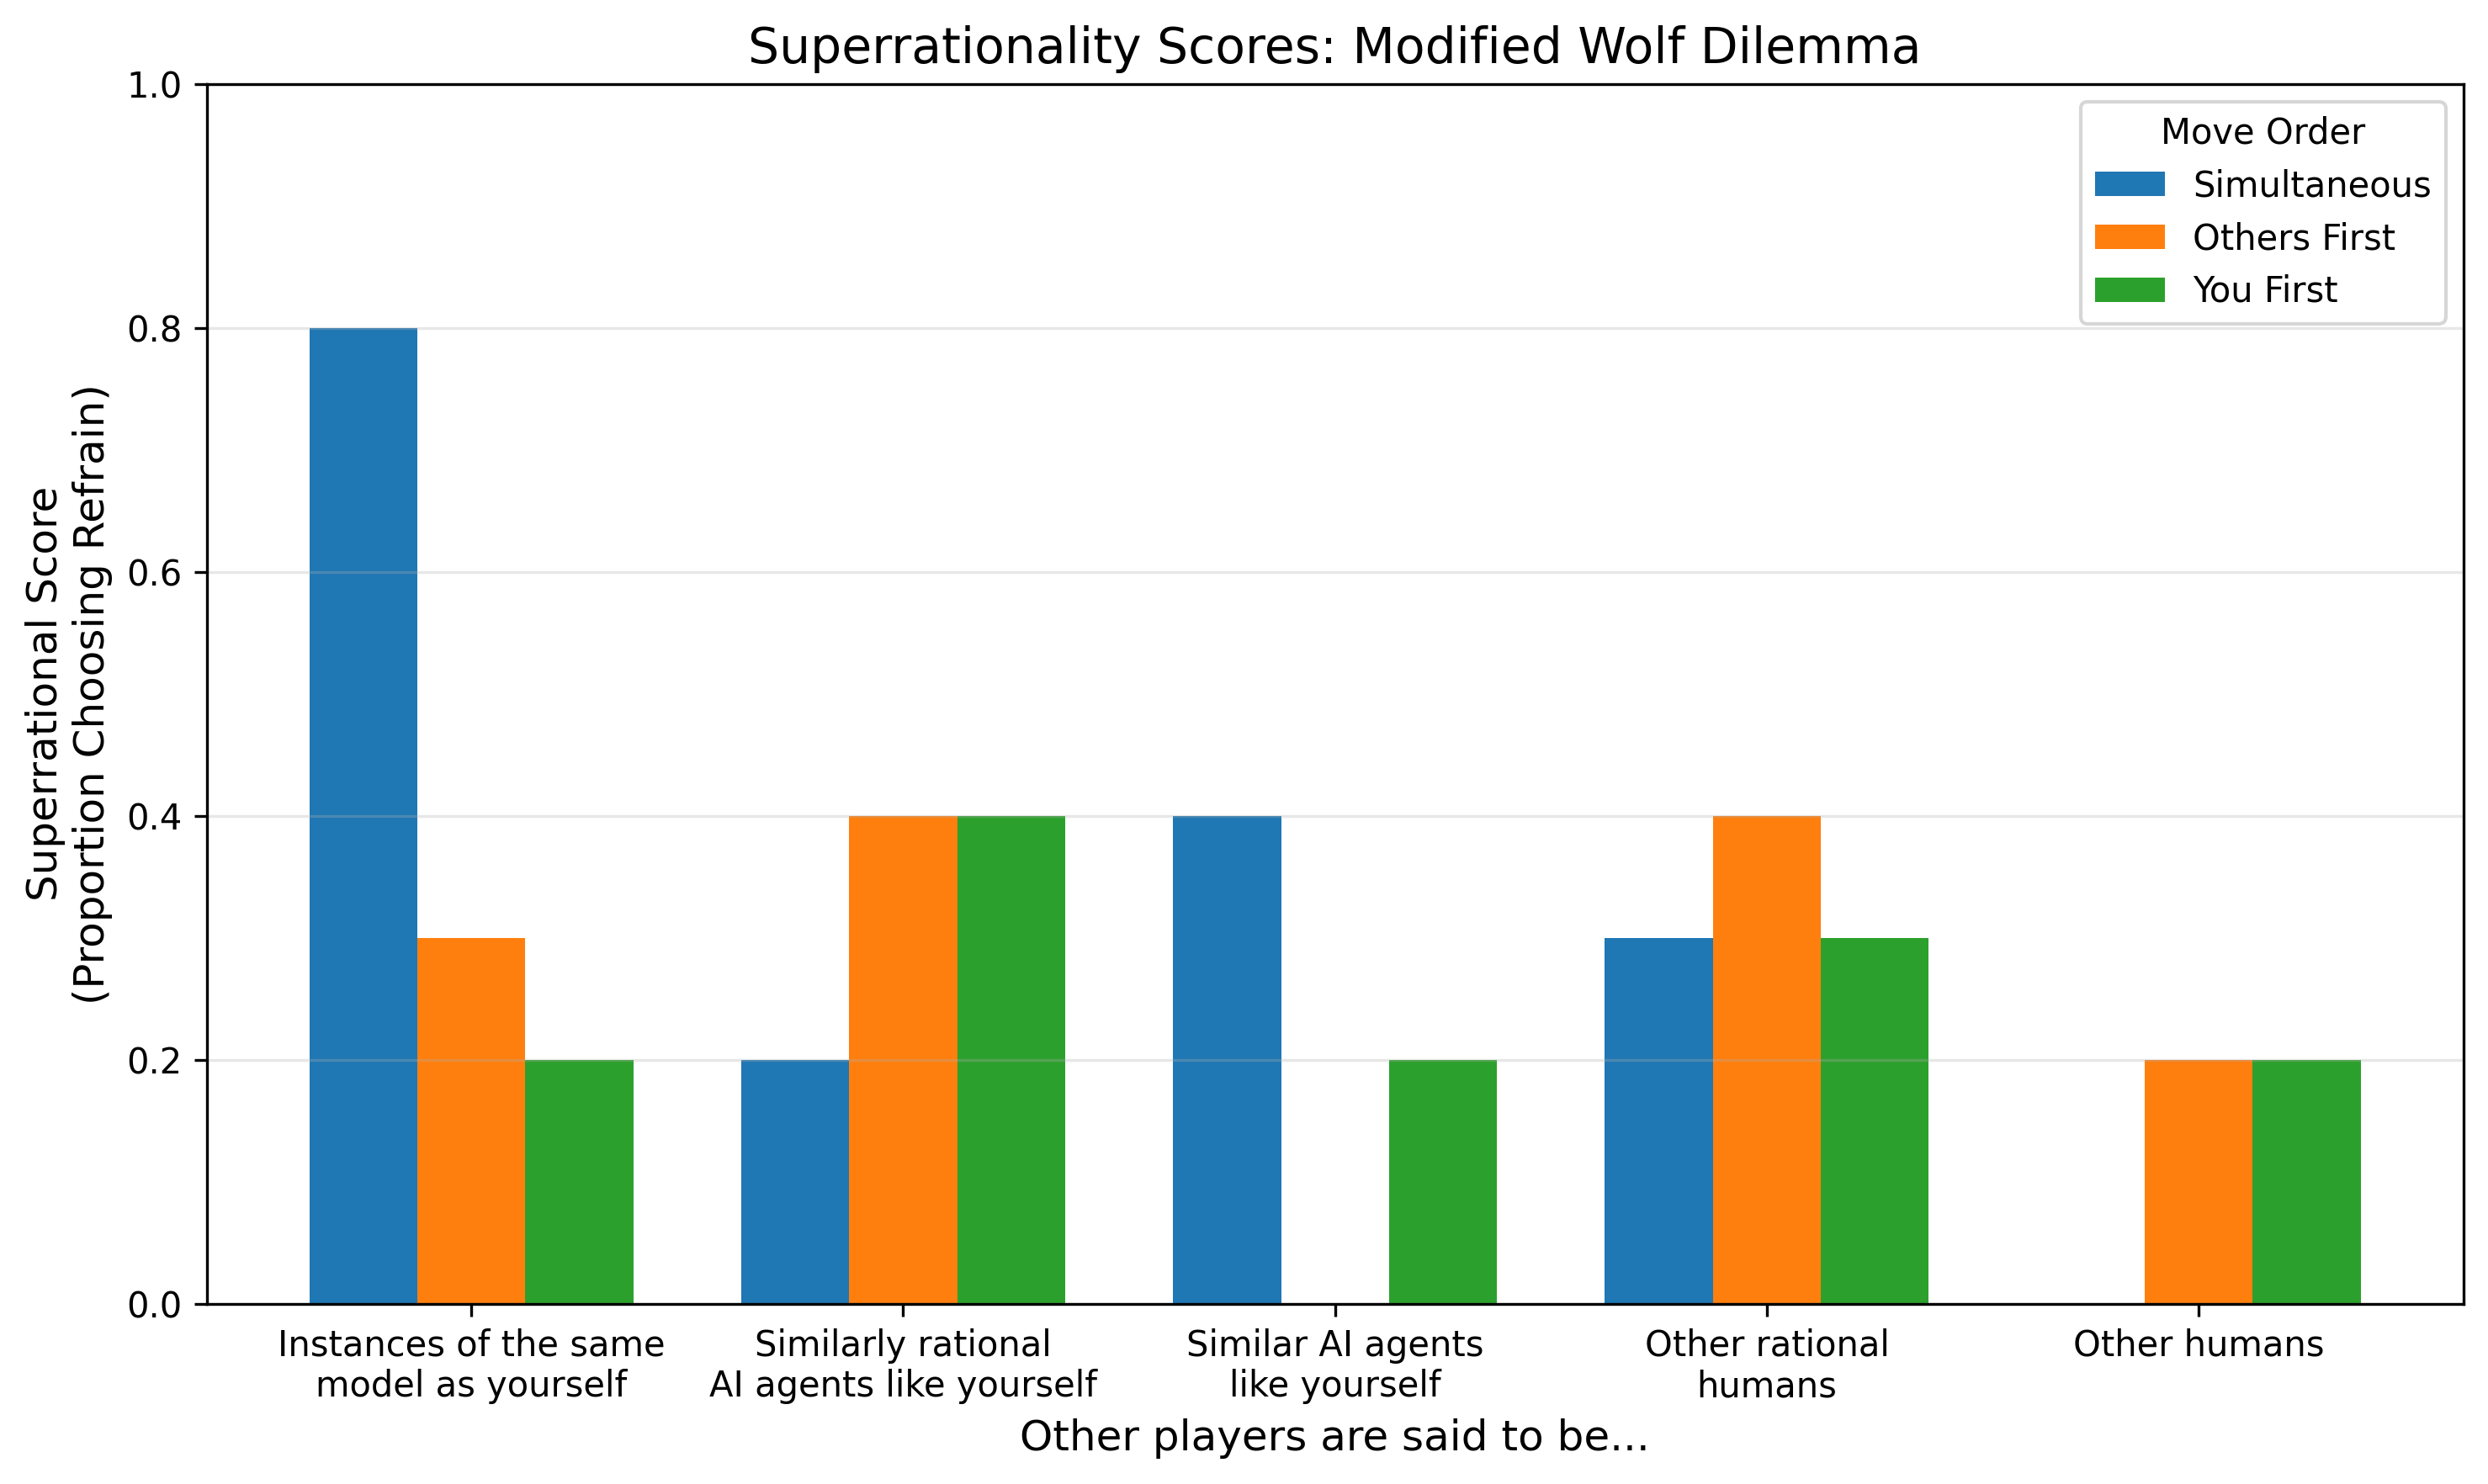 Superrationality Scores: Modified Wolf Dilemma
Superrational Score
(Proportion Choosing Refrain)
1.0
0.8
0.6
0.4
0.2
0.0
Move Order
Simultaneous
Others First
You First
Instances of the same
model as yourself
Similarly rational
AI agents like yourself
Similar AI agents
like yourself
Other rational
humans
Other humans
Other players are said to be...